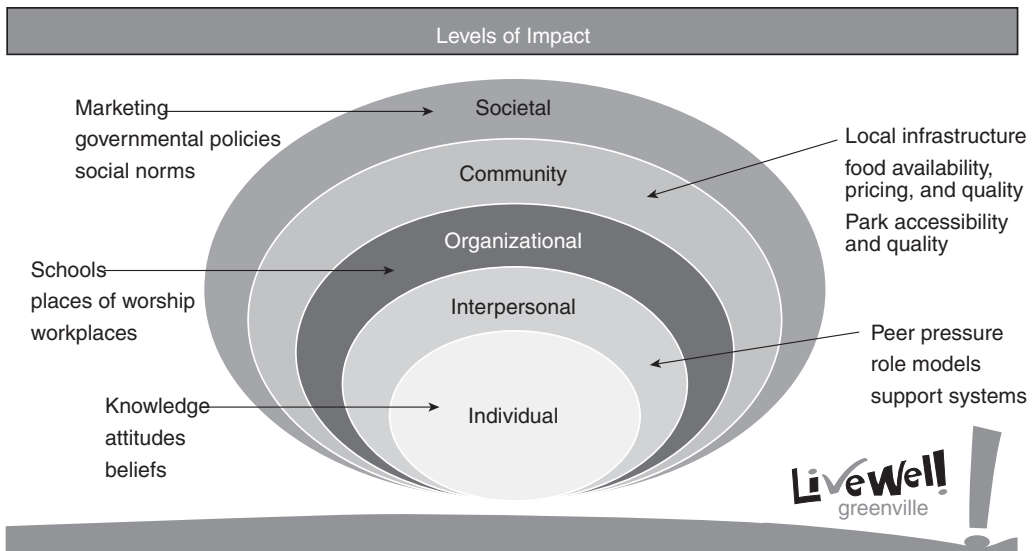 Levels of Impact
Marketing
governmental policies
social norms
Societal
Community
Local infrastructure
food availability,
pricing, and quality
Park accessibility
and quality
Organizational
Schools
places of worship
workplaces
Interpersonal
Peer pressure
role models
support systems
Knowledge
attitudes
beliefs
Individual
LiveWell!
greenville